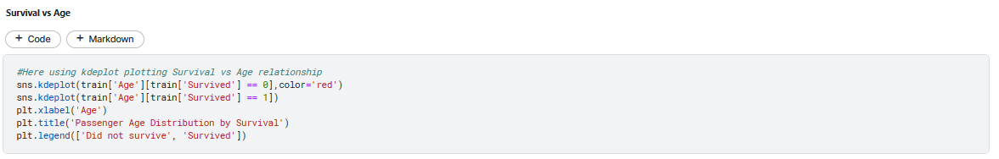 Survival vs Age
+ Code + Markdown
#Here using kdeplot plotting Survival vs Age relationship
sns.kdeplot(train['Age'][train['Survived'] == 0],color='red')
sns.kdeplot(train['Age'][train['Survived'] == 1])
plt.xlabel('Age')
plt.title('Passenger Age Distribution by Survival')
plt.legend(['Did not survive', 'Survived'])